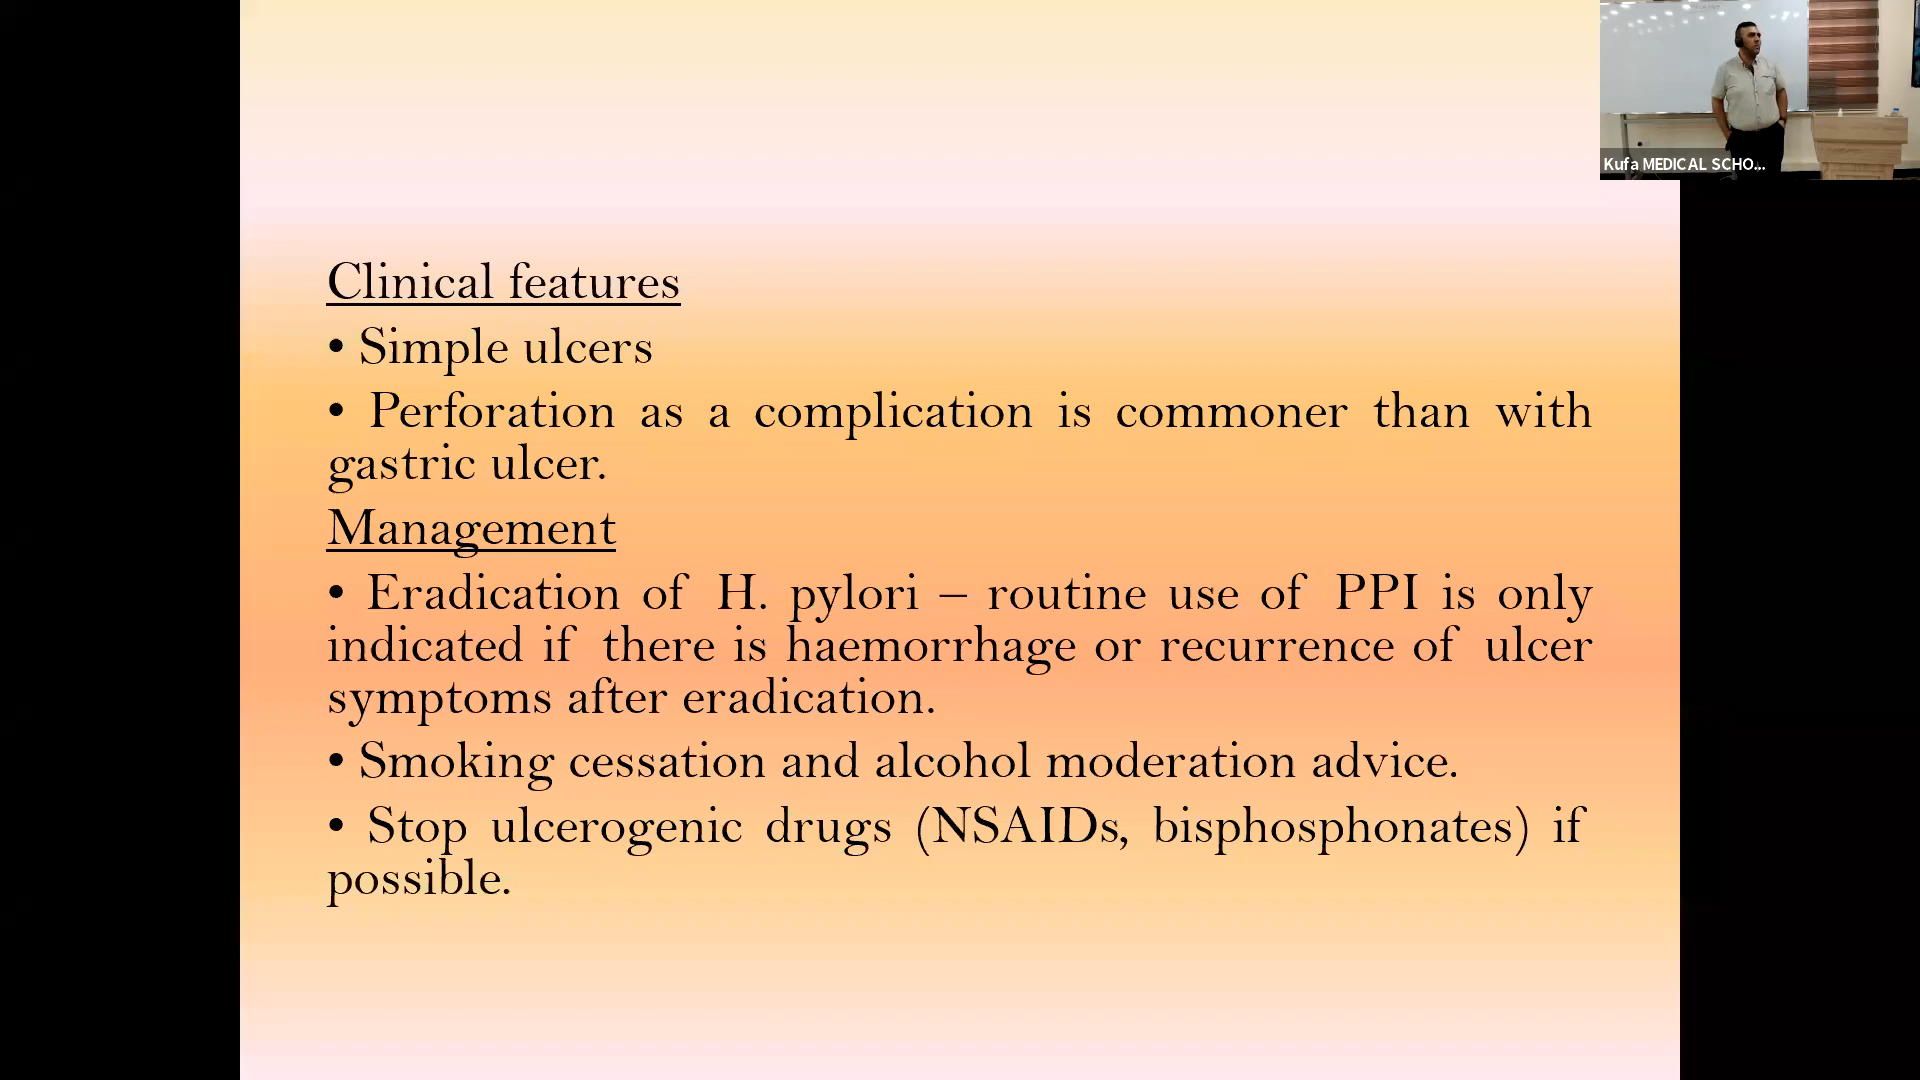 Kufa MEDICAL SCHO...
Clinical features
• Simple ulcers
• Perforation as a complication is commoner than with
gastric ulcer.
Management
• Eradication of H. pylori – routine use of PPI is only
indicated if there is haemorrhage or recurrence of ulcer
symptoms after eradication.
• Smoking cessation and alcohol moderation advice.
• Stop ulcerogenic drugs (NSAIDs, bisphosphonates) if
possible.